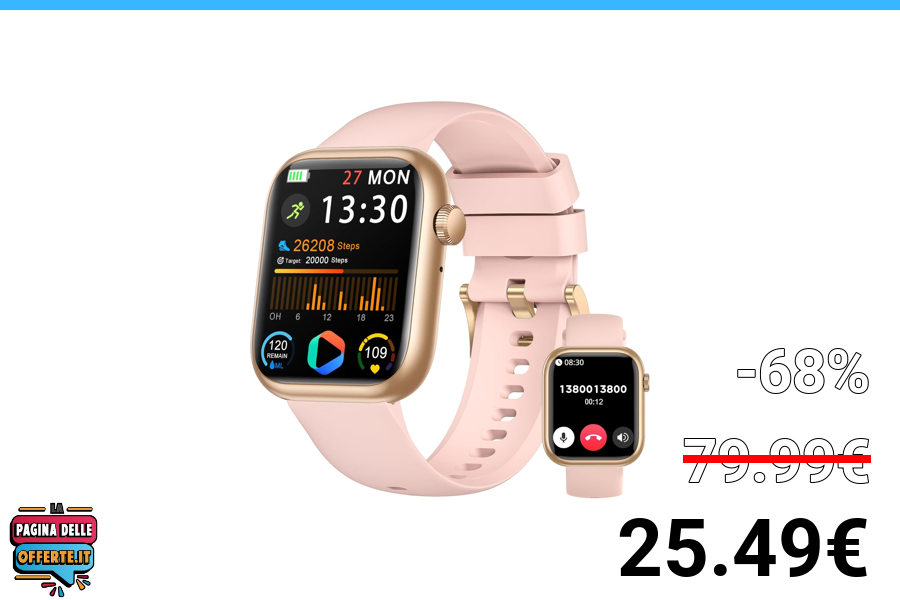 27 MON
13:30
26208 Steps
Target: 20000 Steps
0H 6 12 18 23
120
REMAIN
ML
109
08:30
1380013800
00:12
-68%
79.99€
25.49€
LA
PAGINA DELLE
OFFERTE.IT